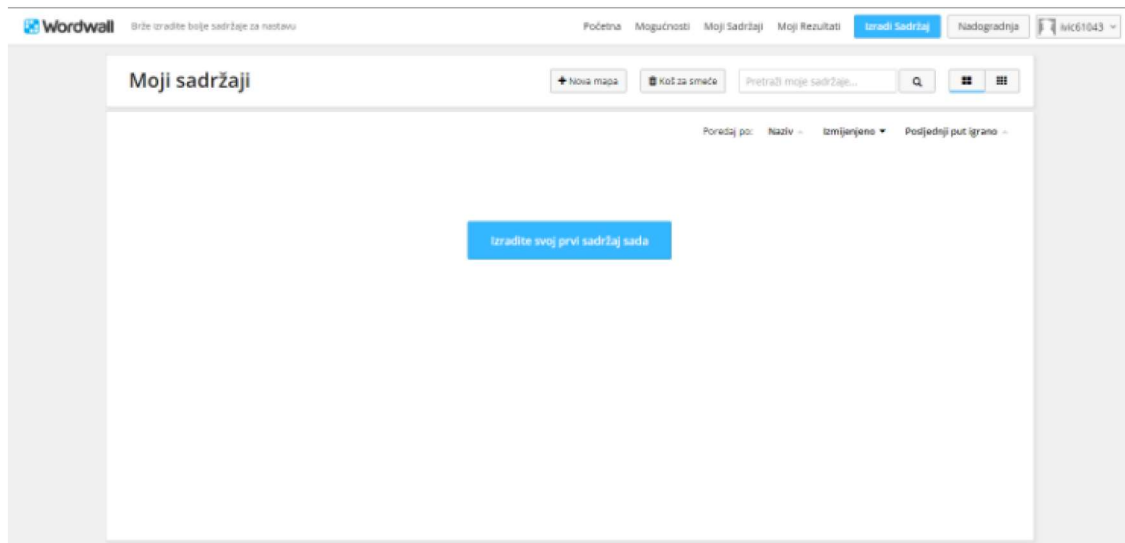 Wordwall Brže izradite bolje sadržaje za nastavu Početna Mogućnosti Moji Sadržaji Moji Rezultati Izradi Sadržaj Nadogradnja ivic61043
Moji sadržaji + Nova mapa Koš za smeće Pretraži moje sadržaje...
Poredaj po: Naziv Izmijenjeno Posljednji put igrano
Izradite svoj prvi sadržaj sada